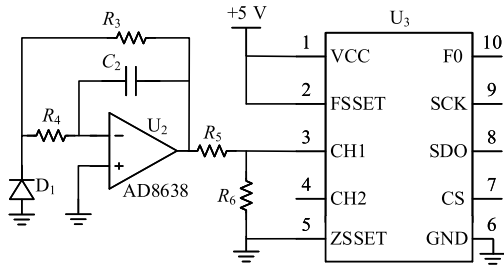 R3
+5 V
U3
C2
1
VCC
F0
10
R4
2
FSSET
SCK
9
−
U2
R5
3
CH1
SDO
8
+
D1
AD8638
R6
4
CH2
CS
7
5
ZSSET
GND
6